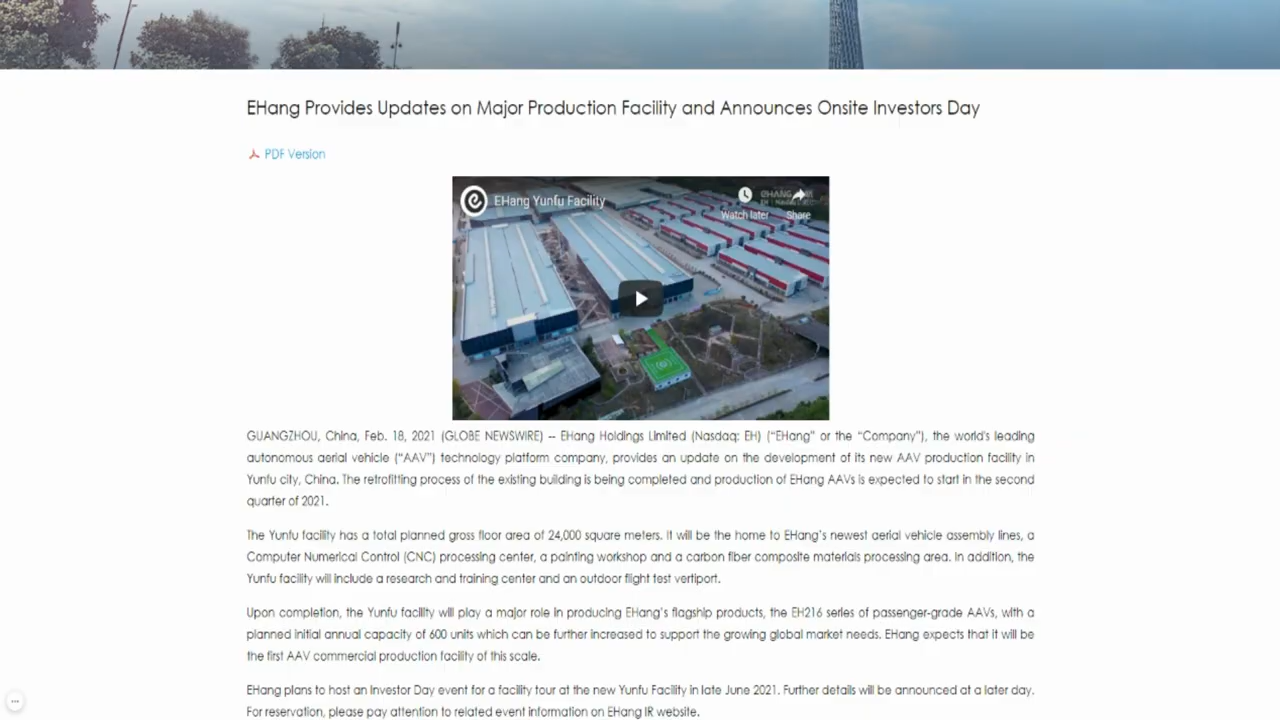 EHang Provides Updates on Major Production Facility and Announces Onsite Investors Day
PDF Version
EHang Yunfu Facility
Watch later
Share
GUANGZHOU, China, Feb. 18, 2021 (GLOBE NEWSWIRE) -- EHang Holdings Limited (Nasdaq: EH) (“EHang” or the “Company”), the world's leading
autonomous aerial vehicle (“AAV”) technology platform company, provides an update on the development of its new AAV production facility in
Yunfu city, China. The retrofitting process of the existing building is being completed and production of EHang AAVs is expected to start in the second
quarter of 2021.
The Yunfu facility has a total planned gross floor area of 24,000 square meters. It will be the home to EHang’s newest aerial vehicle assembly lines, a
Computer Numerical Control (CNC) processing center, a painting workshop and a carbon fiber composite materials processing area. In addition, the
Yunfu facility will include a research and training center and an outdoor flight test vertiport.
Upon completion, the Yunfu facility will play a major role in producing EHang’s flagship products, the EH216 series of passenger-grade AAVs, with a
planned initial annual capacity of 600 units which can be further increased to support the growing global market needs. EHang expects that it will be
the first AAV commercial production facility of this scale.
EHang plans to host an Investor Day event for a facility tour at the new Yunfu Facility in late June 2021. Further details will be announced at a later day.
For reservation, please pay attention to related event information on EHang IR website.